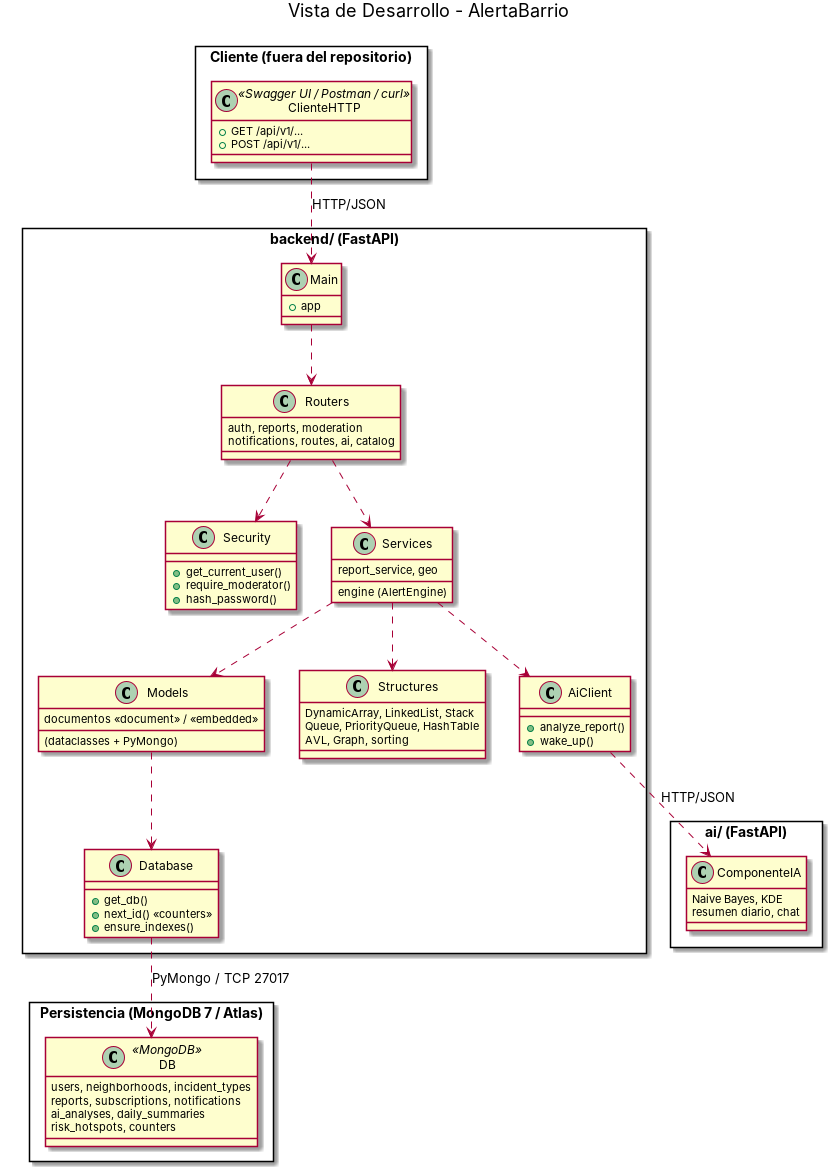 Vista de Desarrollo - AlertaBarrio
Cliente (fuera del repositorio)
C
«Swagger UI / Postman / curl»
ClienteHTTP
GET /api/v1/...
POST /api/v1/...
HTTP/JSON
backend/ (FastAPI)
C Main
app
C Routers
auth, reports, moderation
notifications, routes, ai, catalog
C Security
get_current_user()
require_moderator()
hash_password()
C Services
report_service, geo
engine (AlertEngine)
C Models
documentos «document» / «embedded»
(dataclasses + PyMongo)
C Structures
DynamicArray, LinkedList, Stack
Queue, PriorityQueue, HashTable
AVL, Graph, sorting
C AiClient
analyze_report()
wake_up()
HTTP/JSON
ai/ (FastAPI)
C ComponenteIA
Naive Bayes, KDE
resumen diario, chat
C Database
get_db()
next_id() «counters»
ensure_indexes()
PyMongo / TCP 27017
Persistencia (MongoDB 7 / Atlas)
C
«MongoDB»
DB
users, neighborhoods, incident_types
reports, subscriptions, notifications
ai_analyses, daily_summaries
risk_hotspots, counters